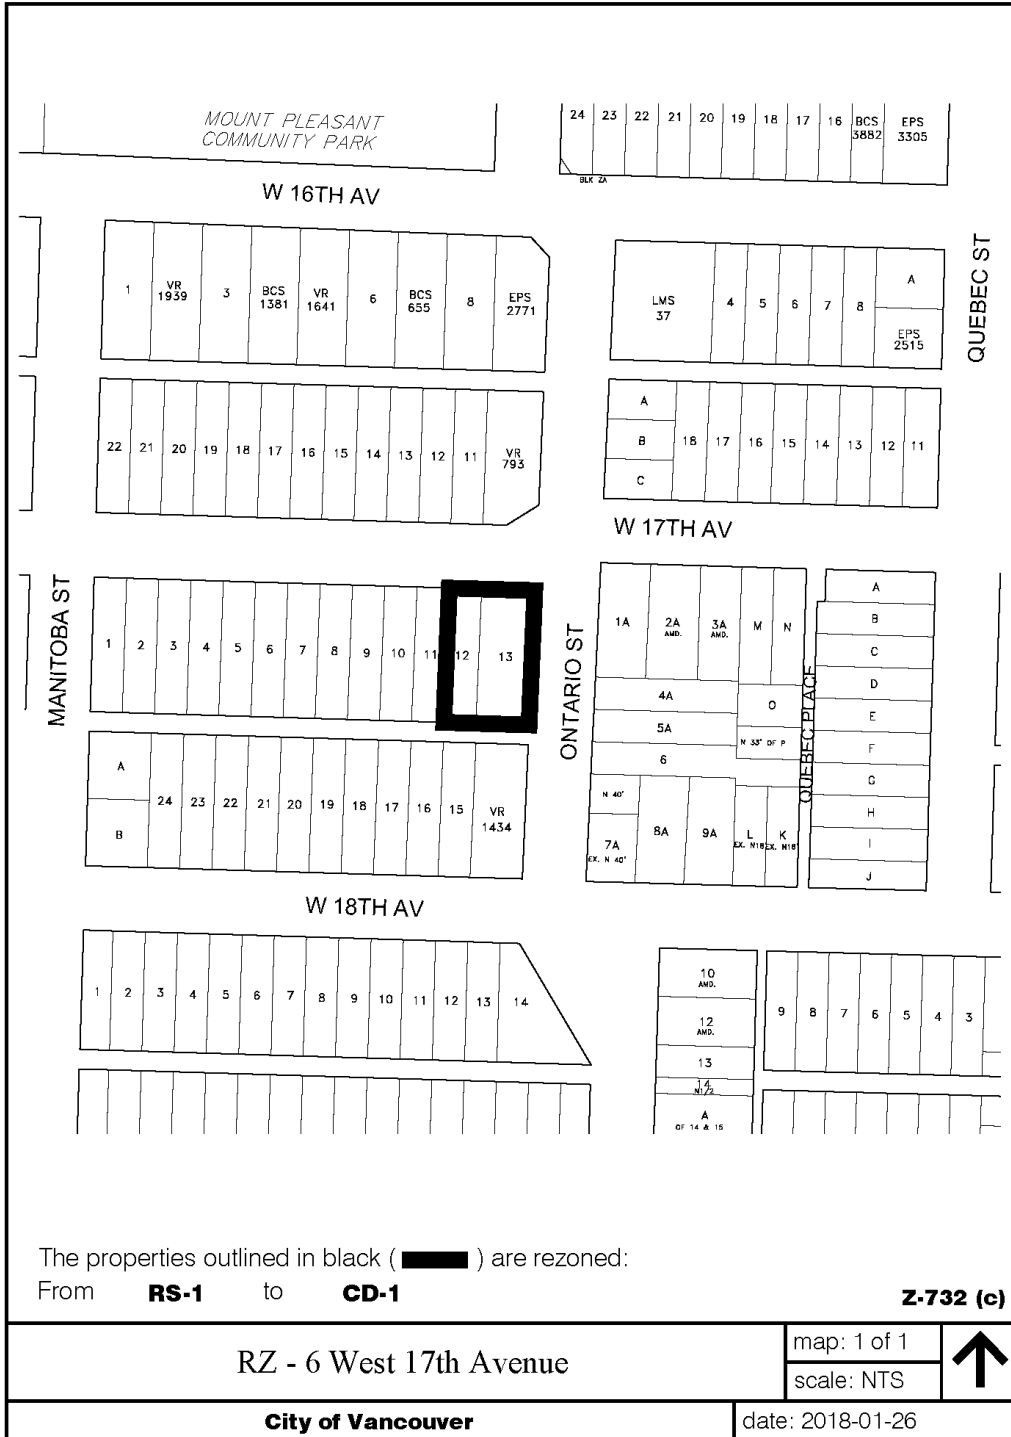 MOUNT PLEASANT
COMMUNITY PARK
24 23 22 21 20 19 18 17 16 BCS 3882 EPS 3305
BLK ZA
W 16TH AV
QUEBEC ST
1 VR 1939 3 BCS 1381 VR 1641 6 BCS 655 8 EPS 2771
LMS 37 4 5 6 7 8 A
EPS 2515
22 21 20 19 18 17 16 15 14 13 12 11 VR 793
A
B 18 17 16 15 14 13 12 11
C
W 17TH AV
MANITOBA ST
1 2 3 4 5 6 7 8 9 10 11 12 13
ONTARIO ST
1A 2A AMD. 3A AMD. M N
4A
O
5A
N 33' OF P
6
N 40'
7A
EX. N 40'
8A 9A L EX. N18' K EX. N18'
QUEBEC PLACE
A
B
C
D
E
F
G
H
I
J
A
B
24 23 22 21 20 19 18 17 16 15 VR 1434
W 18TH AV
1 2 3 4 5 6 7 8 9 10 11 12 13 14
10
AMD.
12
AMD.
13
14
N1/2
A
OF 14 & 15
9 8 7 6 5 4 3
The properties outlined in black ( ) are rezoned:
From RS-1 to CD-1
Z-732 (c)
RZ - 6 West 17th Avenue
map: 1 of 1
scale: NTS
City of Vancouver
date: 2018-01-26